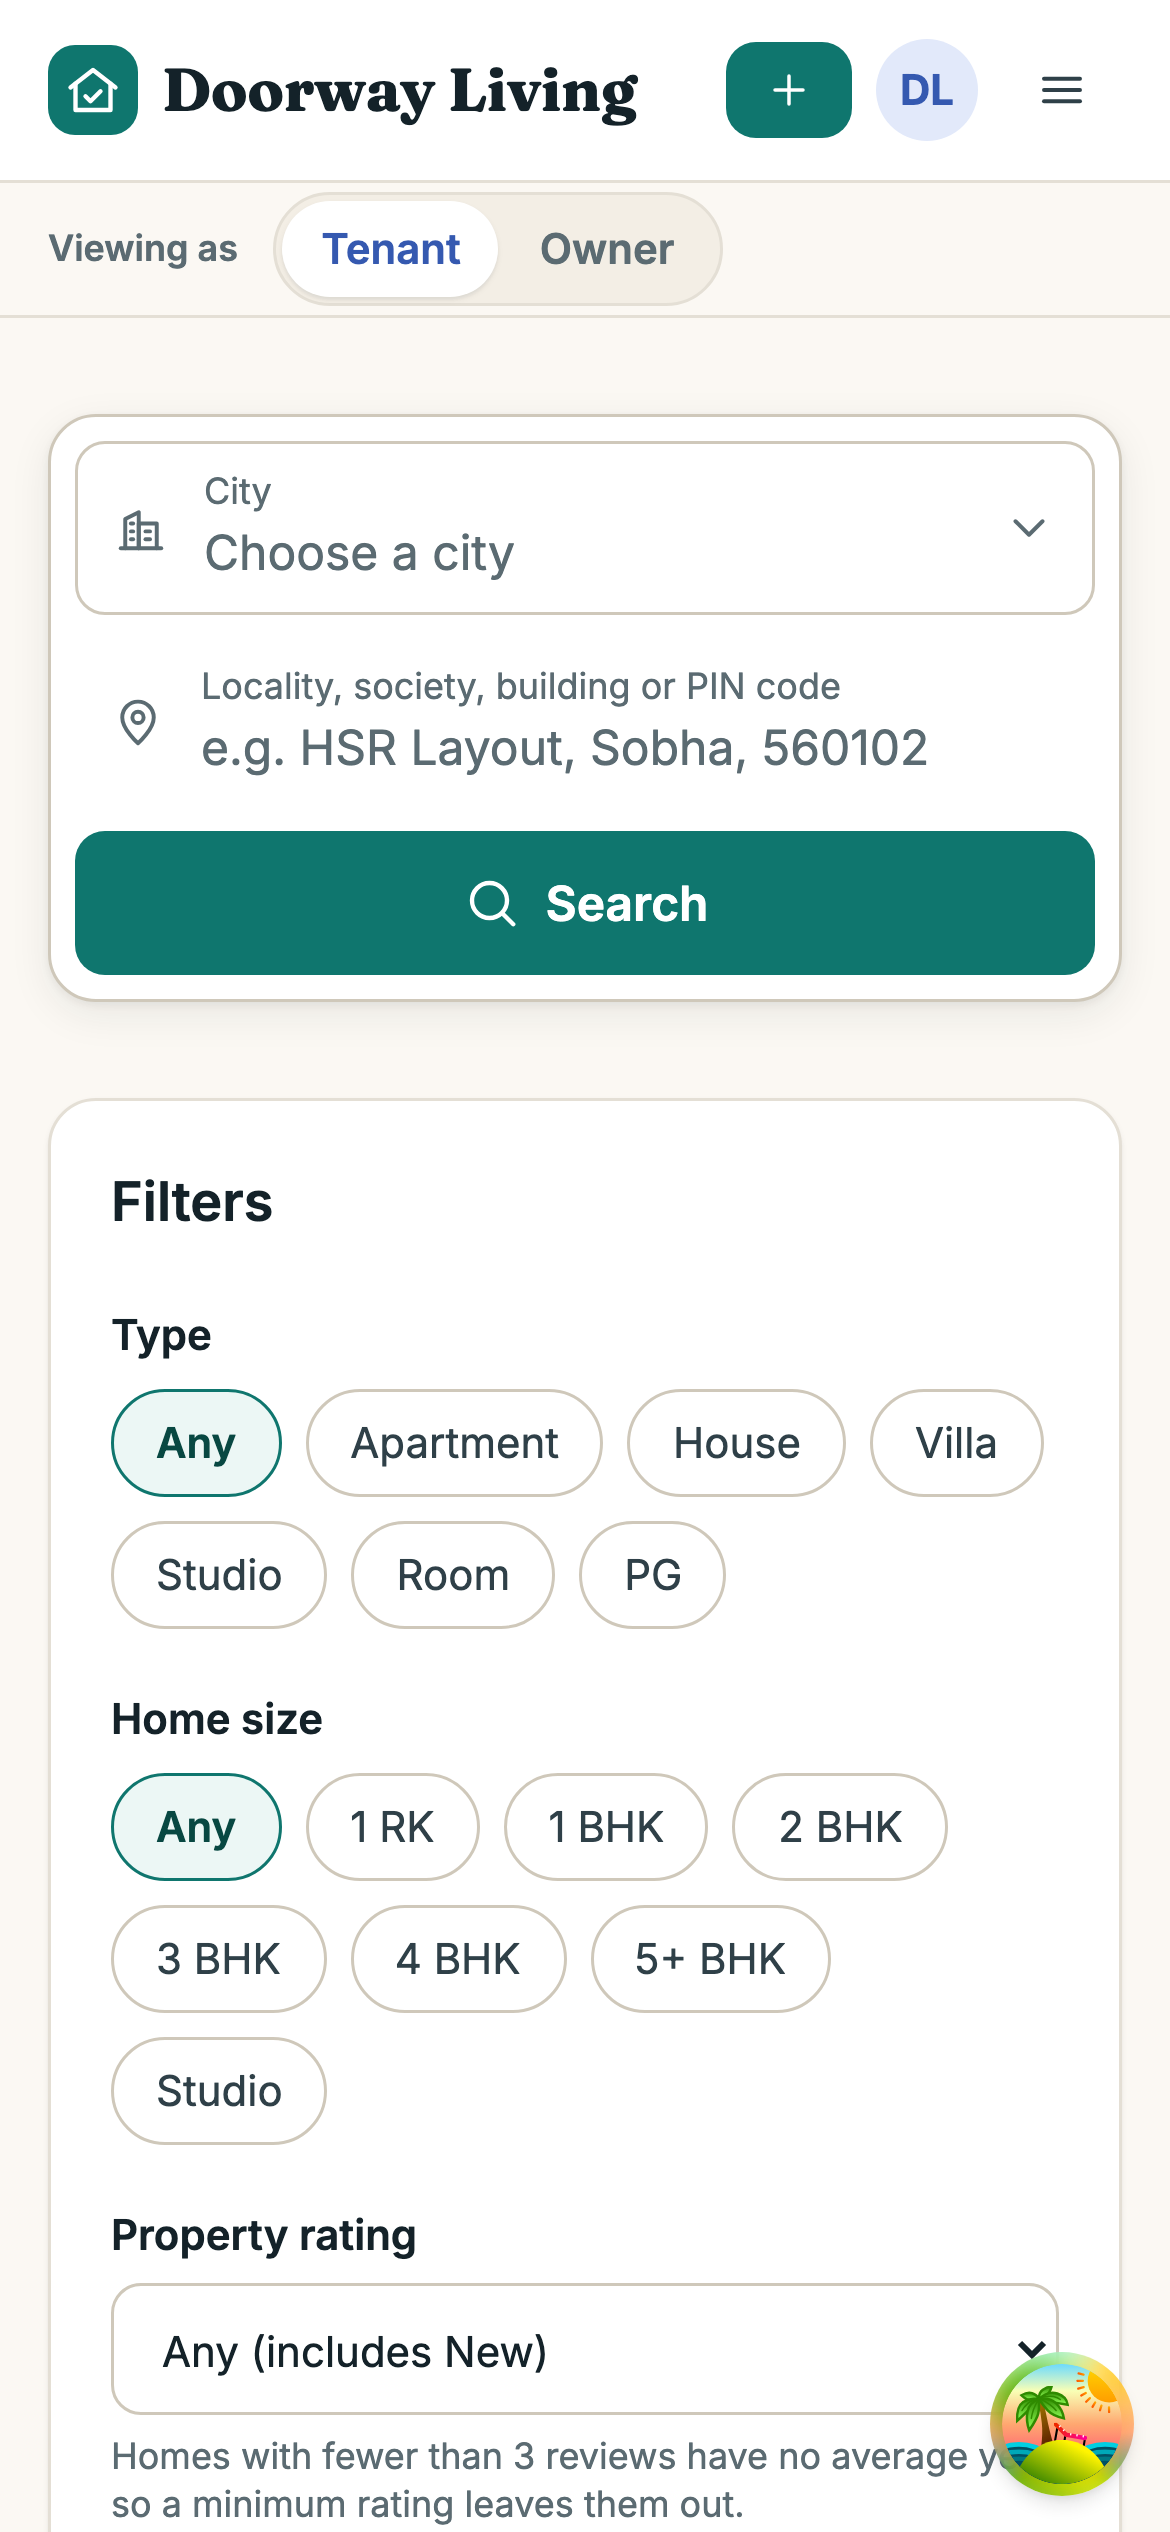 Doorway Living
DL
Viewing as
Tenant
Owner
City
Choose a city
Locality, society, building or PIN code
e.g. HSR Layout, Sobha, 560102
Search
Filters
Type
Any
Apartment
House
Villa
Studio
Room
PG
Home size
Any
1 RK
1 BHK
2 BHK
3 BHK
4 BHK
5+ BHK
Studio
Property rating
Any (includes New)
Homes with fewer than 3 reviews have no average
so a minimum rating leaves them out.